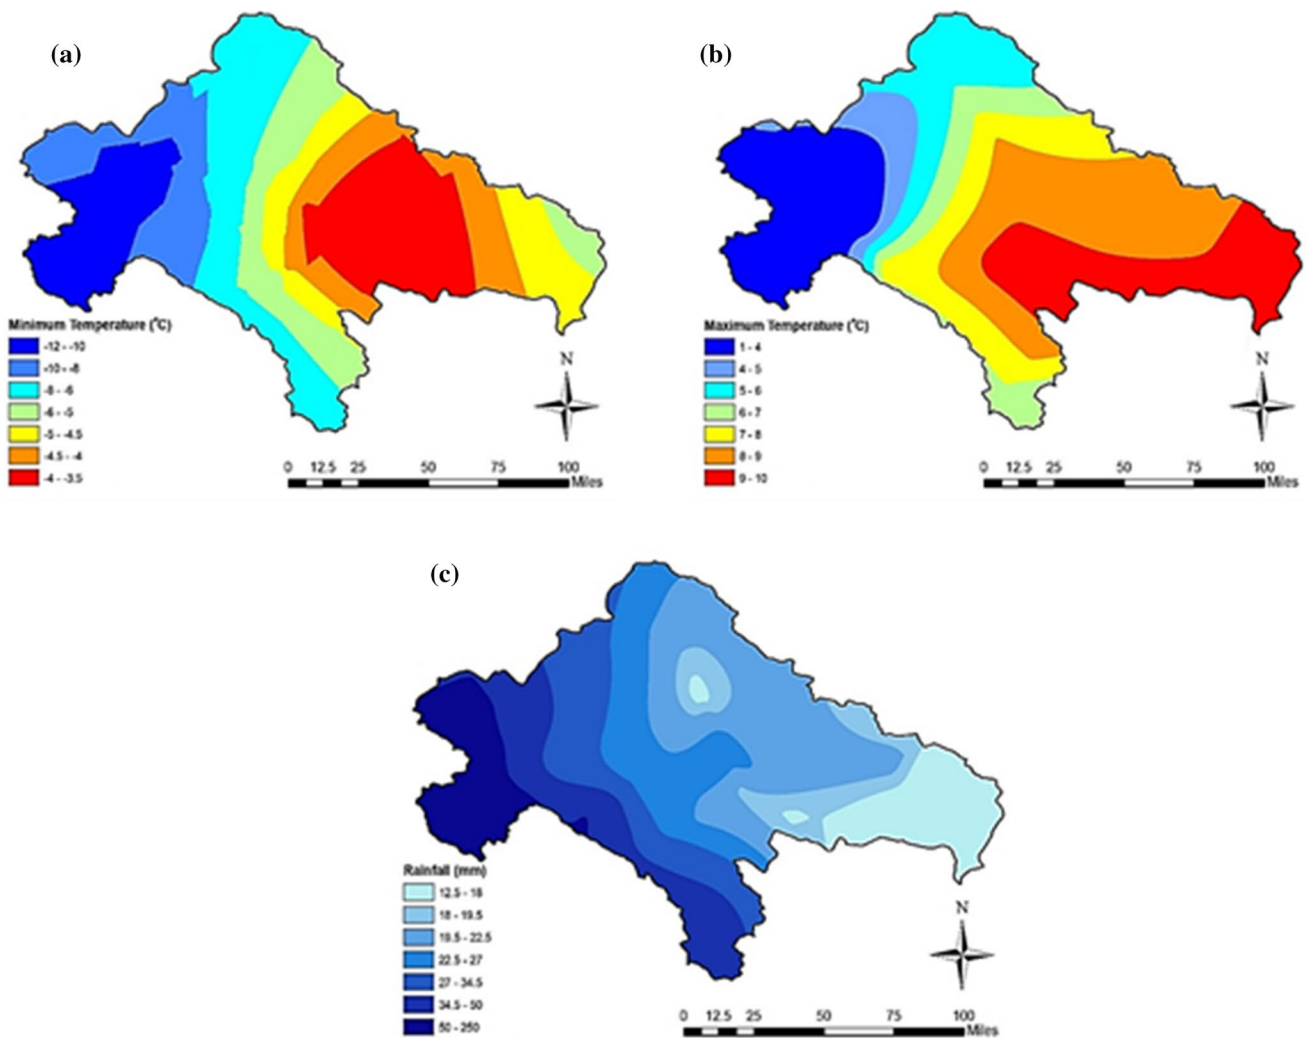 (a)
Minimum Temperature (°C)
-12 - -10
-10 - -8
-8 - -6
-6 - -5
-5 - -4.5
-4.5 - -4
-4 - -3.5
N
0 12.5 25 50 75 100
Miles
(b)
Maximum Temperature (°C)
1 - 4
4 - 5
5 - 6
6 - 7
7 - 8
8 - 9
9 - 10
N
0 12.5 25 50 75 100
Miles
(c)
Rainfall (mm)
12.5 - 18
18 - 19.5
19.5 - 22.5
22.5 - 27
27 - 34.5
34.5 - 50
50 - 250
N
0 12.5 25 50 75 100
Miles